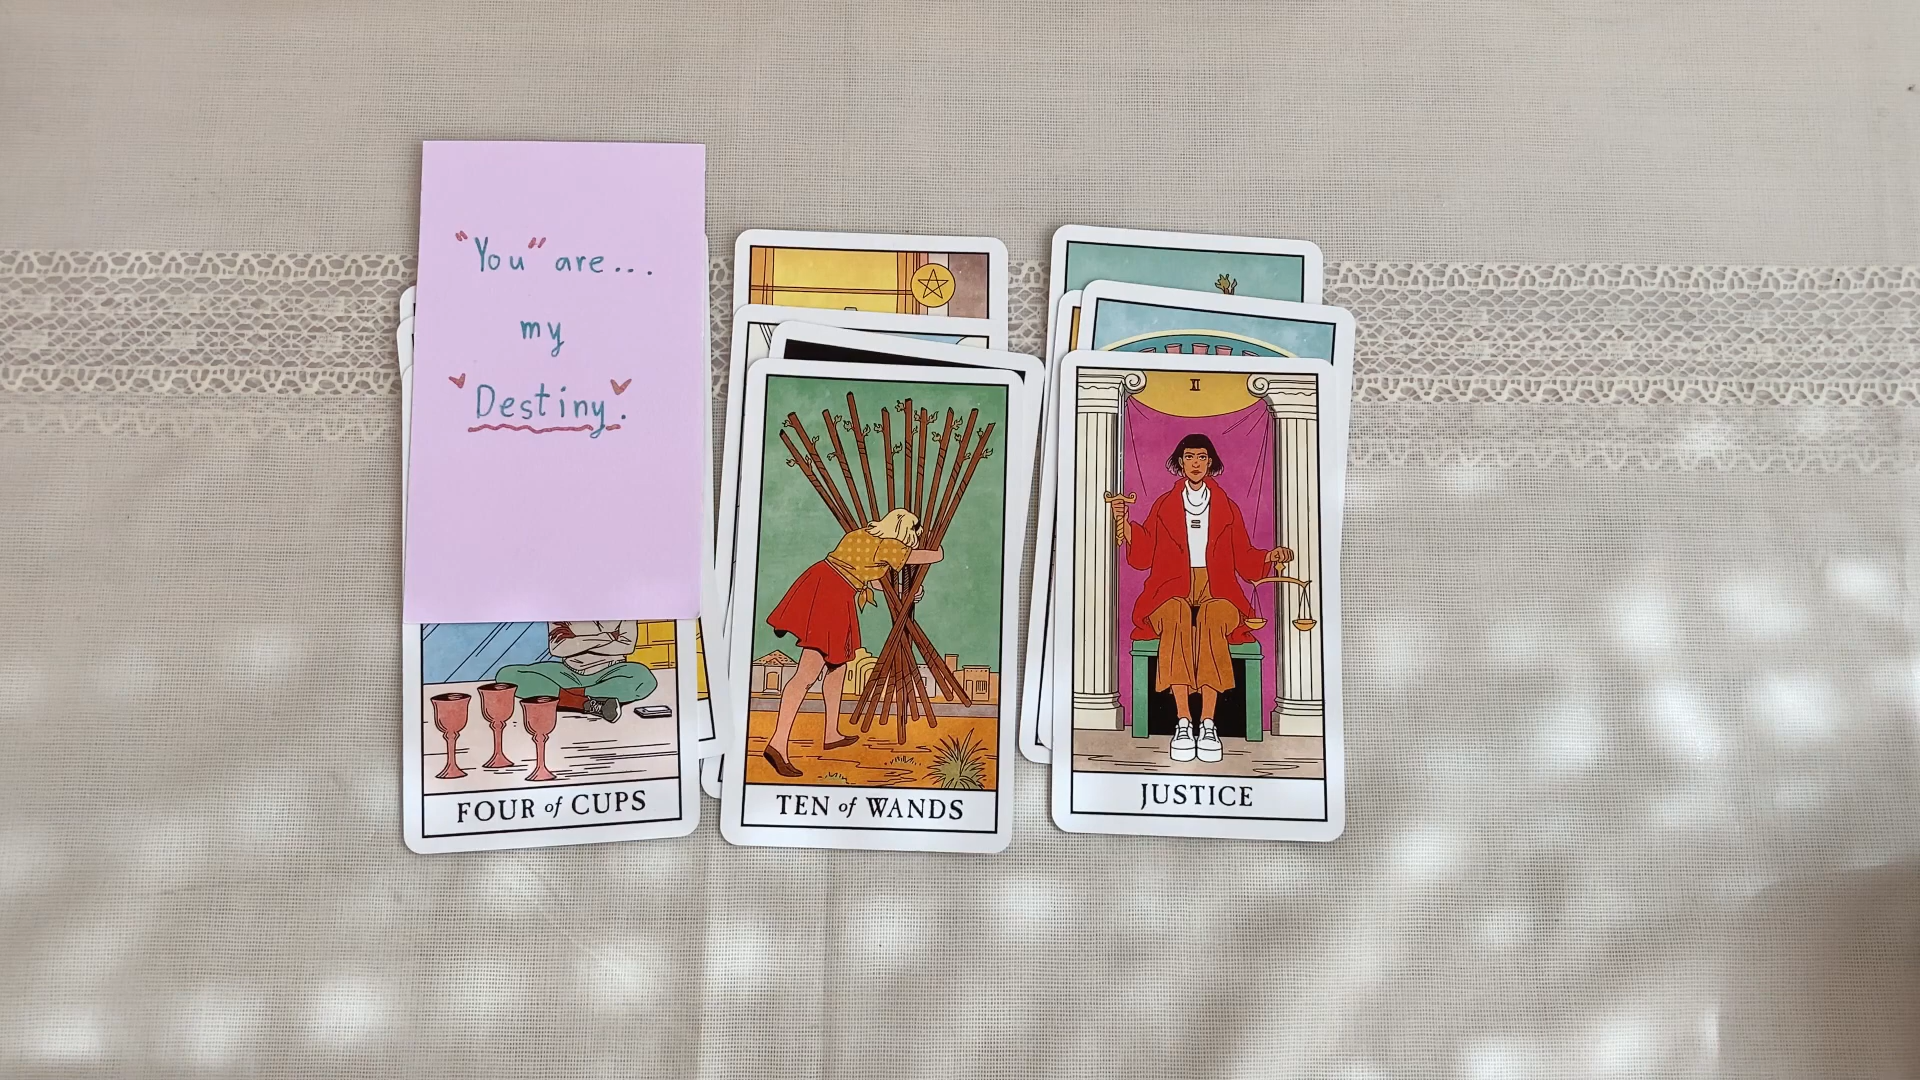 "You" are...
my
"Destiny".
FOUR of CUPS
TEN of WANDS
II
JUSTICE